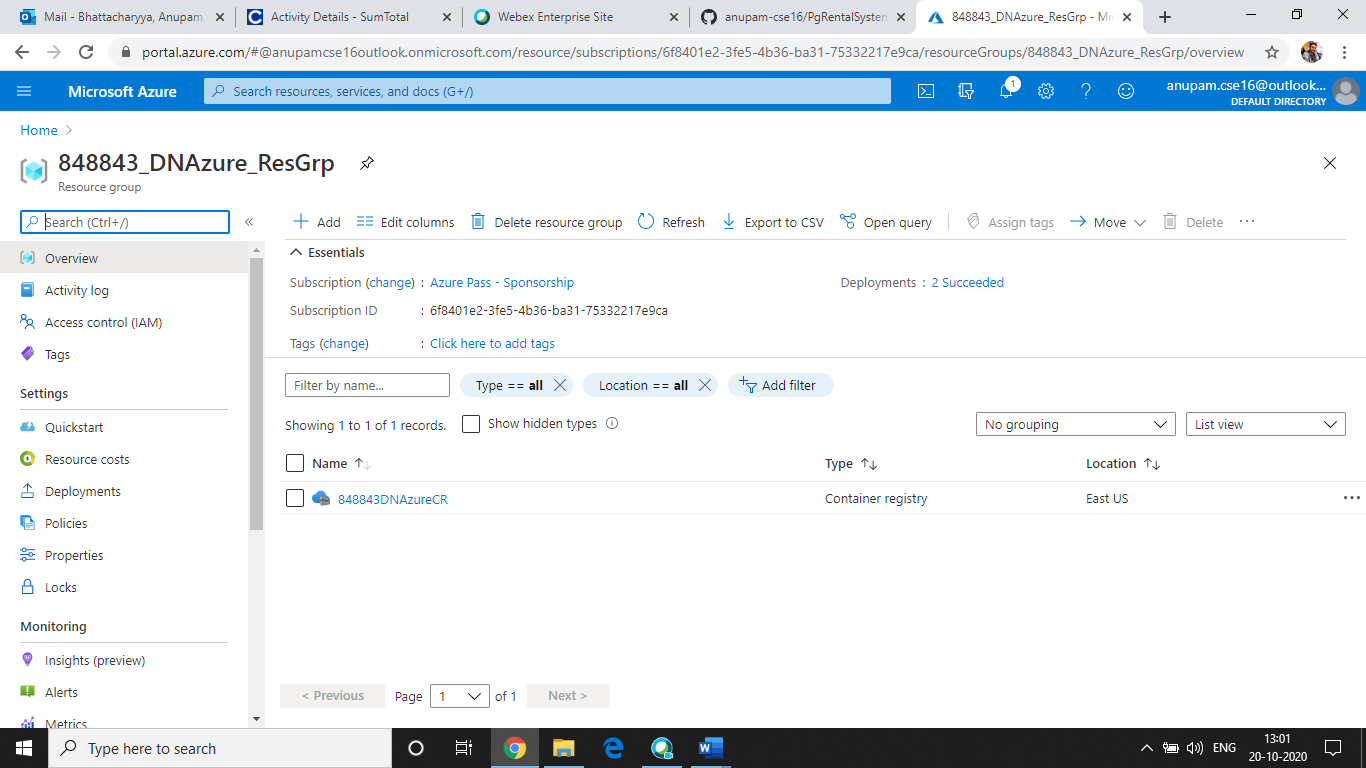 Mail - Bhattacharyya, Anupam
Activity Details - SumTotal
Webex Enterprise Site
anupam-cse16/PgRentalSystem
848843_DNAzure_ResGrp - Mi
portal.azure.com/#@anupamcse16outlook.onmicrosoft.com/resource/subscriptions/6f8401e2-3fe5-4b36-ba31-75332217e9ca/resourceGroups/848843_DNAzure_ResGrp/overview
Microsoft Azure
Search resources, services, and docs (G+/)
1
anupam.cse16@outlook...
DEFAULT DIRECTORY
Home
848843_DNAzure_ResGrp
Resource group
Search (Ctrl+/)
«
Add
Edit columns
Delete resource group
Refresh
Export to CSV
Open query
Assign tags
Move
Delete
Overview
Activity log
Access control (IAM)
Tags
Settings
Quickstart
Resource costs
Deployments
Policies
Properties
Locks
Monitoring
Insights (preview)
Alerts
Metrics
Essentials
Subscription (change) : Azure Pass - Sponsorship
Deployments : 2 Succeeded
Subscription ID : 6f8401e2-3fe5-4b36-ba31-75332217e9ca
Tags (change) : Click here to add tags
Filter by name...
Type == all
Location == all
Add filter
Showing 1 to 1 of 1 records.
Show hidden types
No grouping
List view
Name
Type
Location
848843DNAzureCR
Container registry
East US
< Previous
Page
1
of 1
Next >
Type here to search
ENG
13:01
20-10-2020